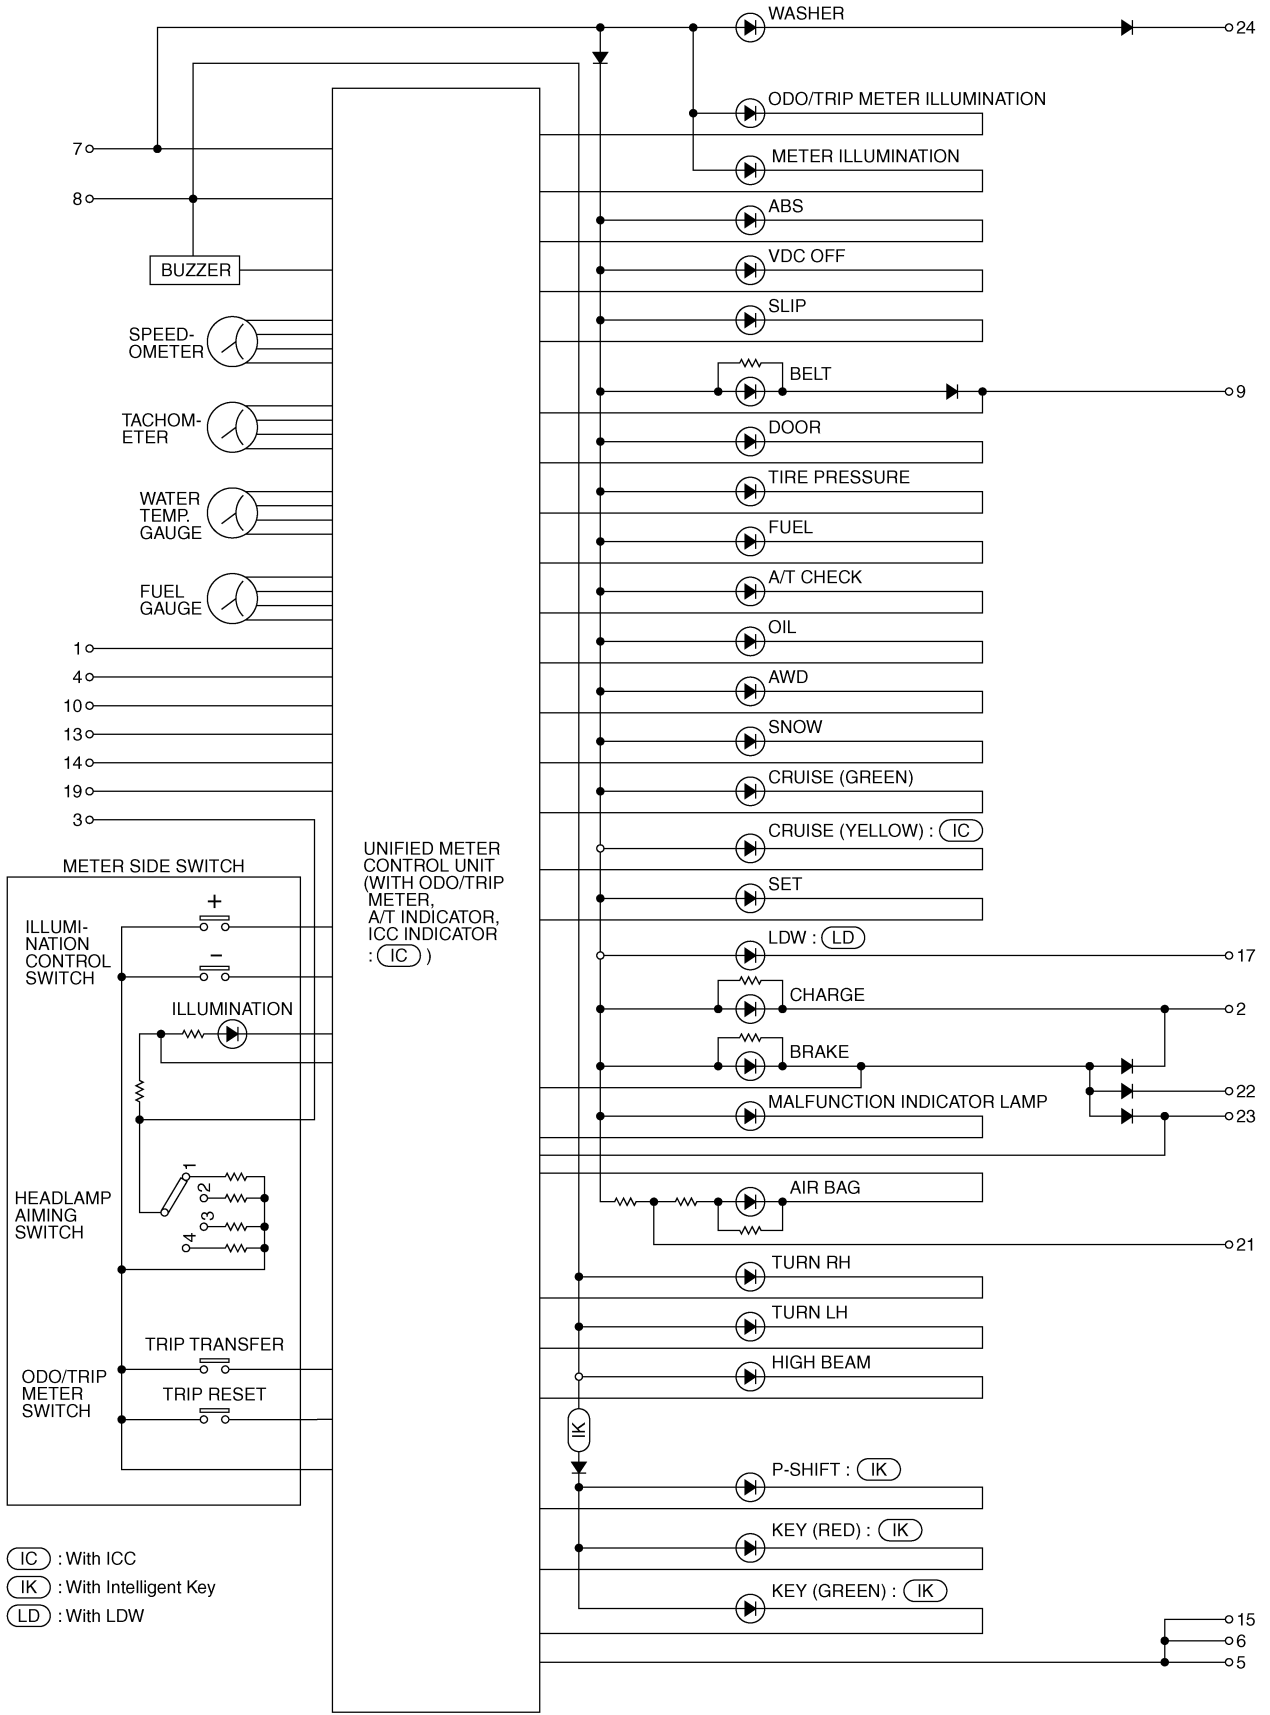 WASHER
24
ODO/TRIP METER ILLUMINATION
7
METER ILLUMINATION
8
ABS
BUZZER
VDC OFF
SLIP
SPEED-
OMETER
BELT
9
TACHOM-
ETER
DOOR
TIRE PRESSURE
WATER
TEMP.
GAUGE
FUEL
A/T CHECK
FUEL
GAUGE
OIL
1
4
AWD
10
13
SNOW
14
19
CRUISE (GREEN)
3
CRUISE (YELLOW) : IC
UNIFIED METER
CONTROL UNIT
(WITH ODO/TRIP
METER,
A/T INDICATOR,
ICC INDICATOR
: IC )
METER SIDE SWITCH
SET
+
ILLUMI-
NATION
CONTROL
SWITCH
−
LDW : LD
17
CHARGE
2
ILLUMINATION
BRAKE
22
MALFUNCTION INDICATOR LAMP
23
HEADLAMP
AIMING
SWITCH
1
2
3
4
AIR BAG
21
TURN RH
TURN LH
TRIP TRANSFER
HIGH BEAM
ODO/TRIP
METER
SWITCH
TRIP RESET
IK
P-SHIFT : IK
KEY (RED) : IK
KEY (GREEN) : IK
IC : With ICC
IK : With Intelligent Key
LD : With LDW
15
6
5